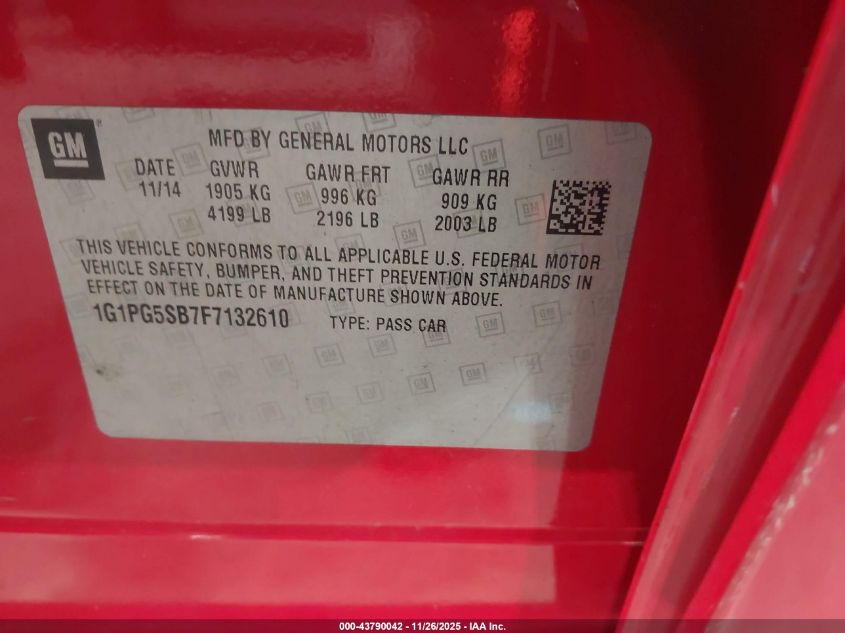 GM
MFD BY GENERAL MOTORS LLC
DATE GVWR GAWR FRT GAWR RR
11/14 1905 KG 996 KG 909 KG
4199 LB 2196 LB 2003 LB
THIS VEHICLE CONFORMS TO ALL APPLICABLE U.S. FEDERAL MOTOR
VEHICLE SAFETY, BUMPER, AND THEFT PREVENTION STANDARDS IN
EFFECT ON THE DATE OF MANUFACTURE SHOWN ABOVE.
1G1PG5SB7F7132610 TYPE: PASS CAR
000-43790042 - 11/26/2025 - IAA Inc.